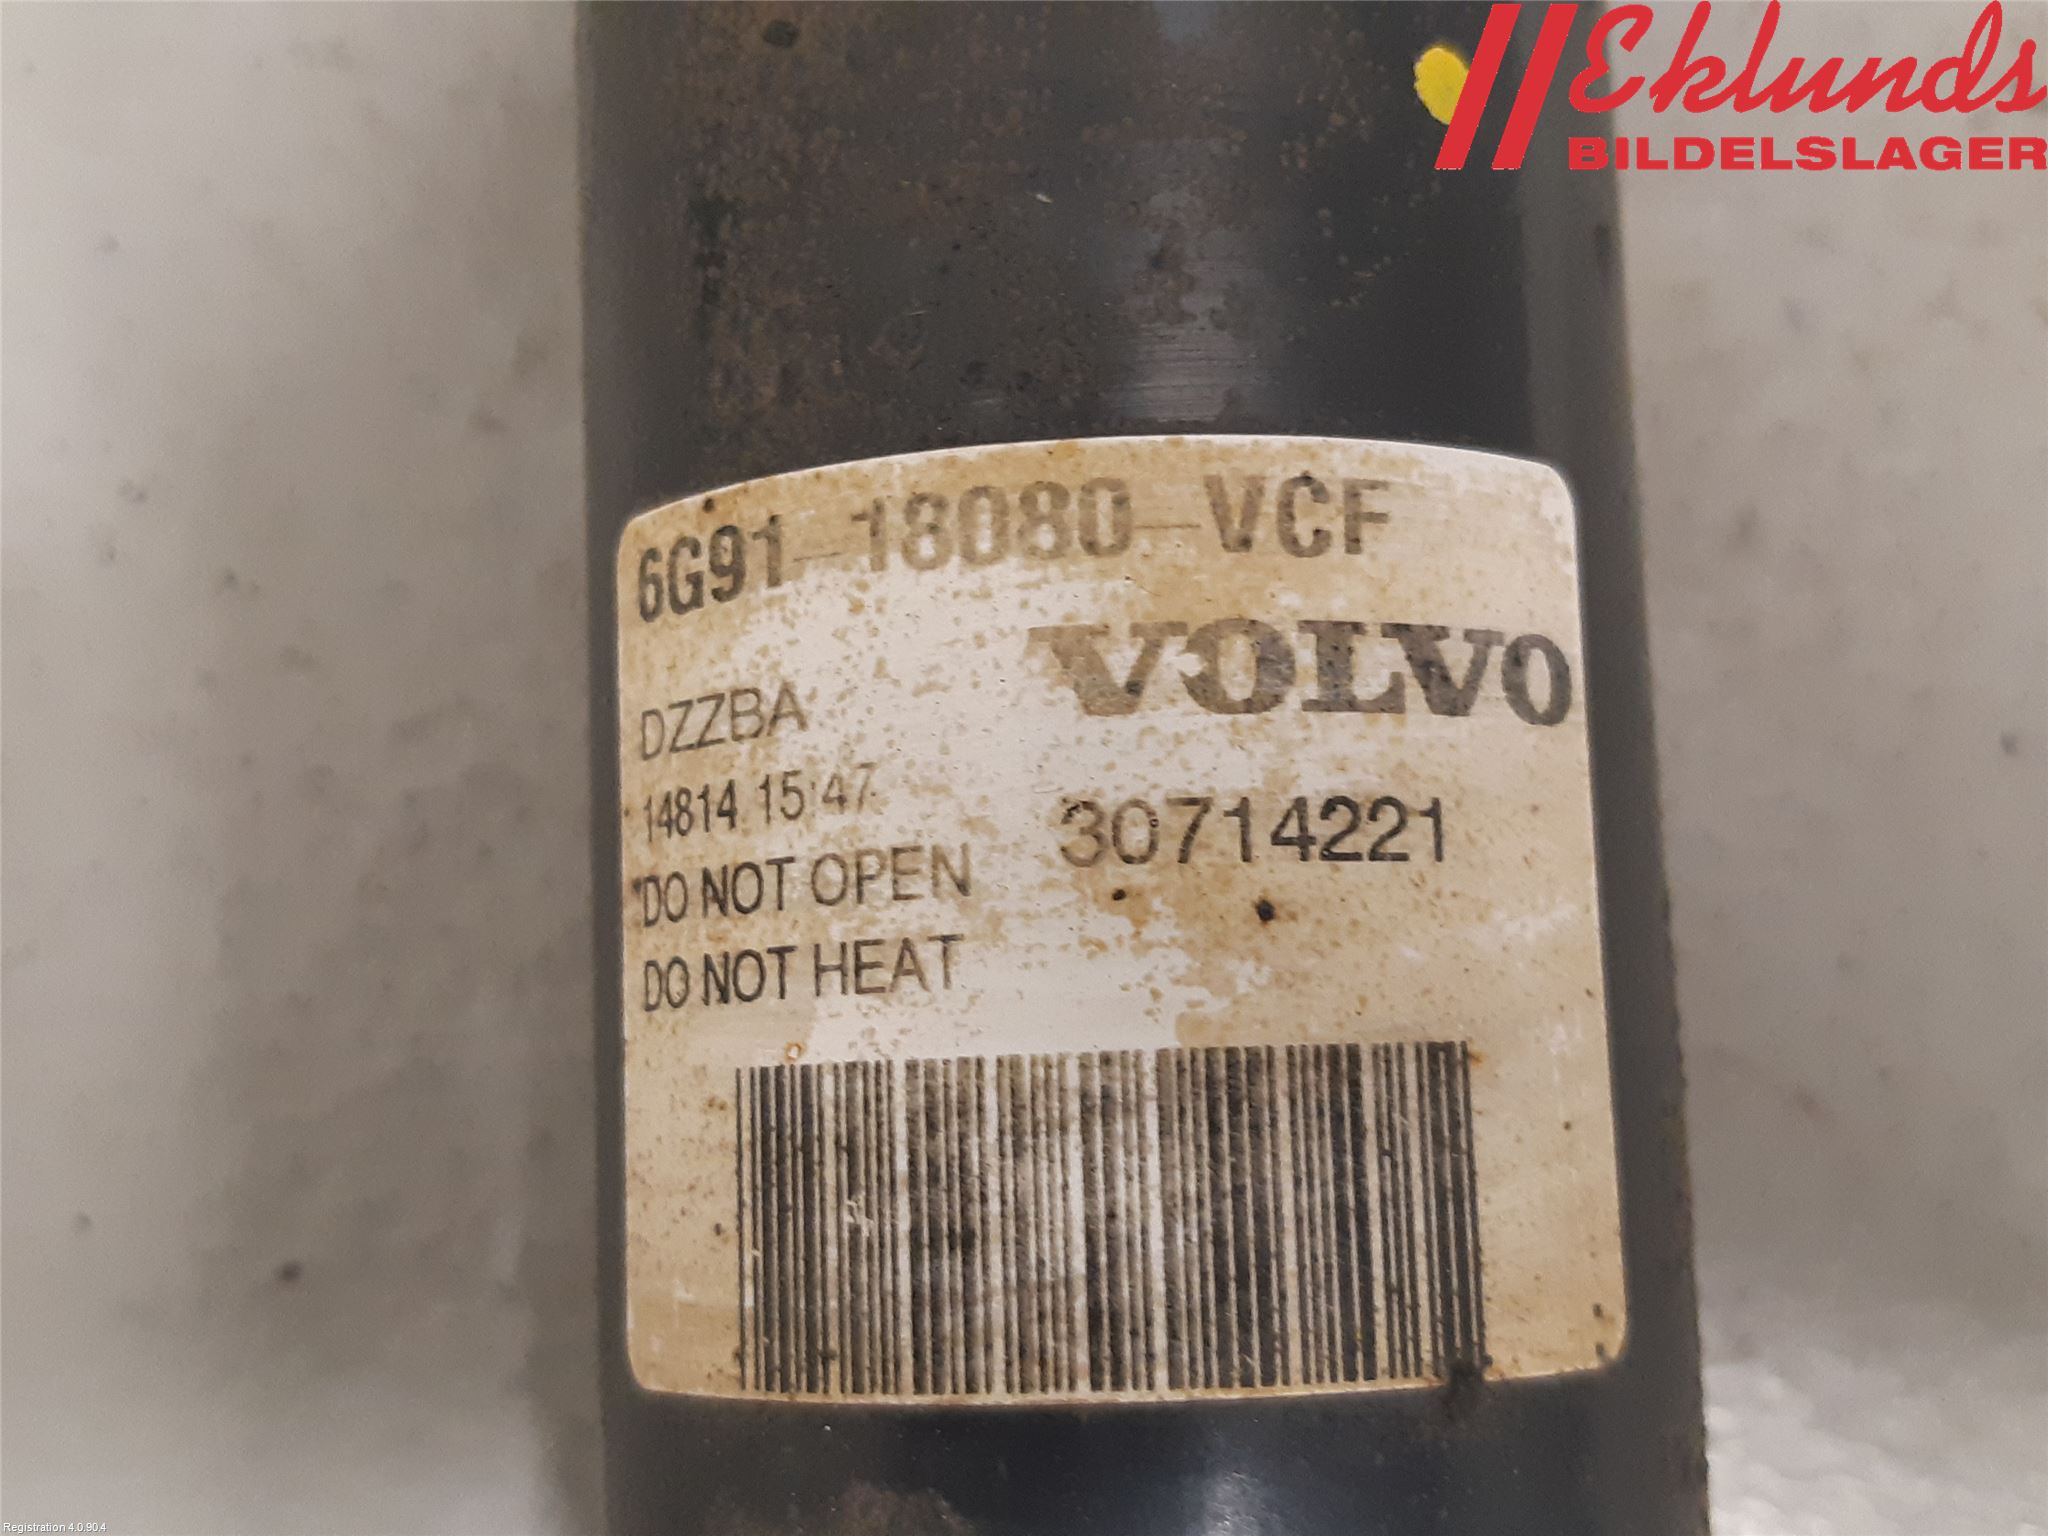 Eklunds
BILDELSLAGER
6G91-18080-VCF
VOLVO
DZZBA
14814 15:47
30714221
DO NOT OPEN
DO NOT HEAT
Registration 4.0.90.4